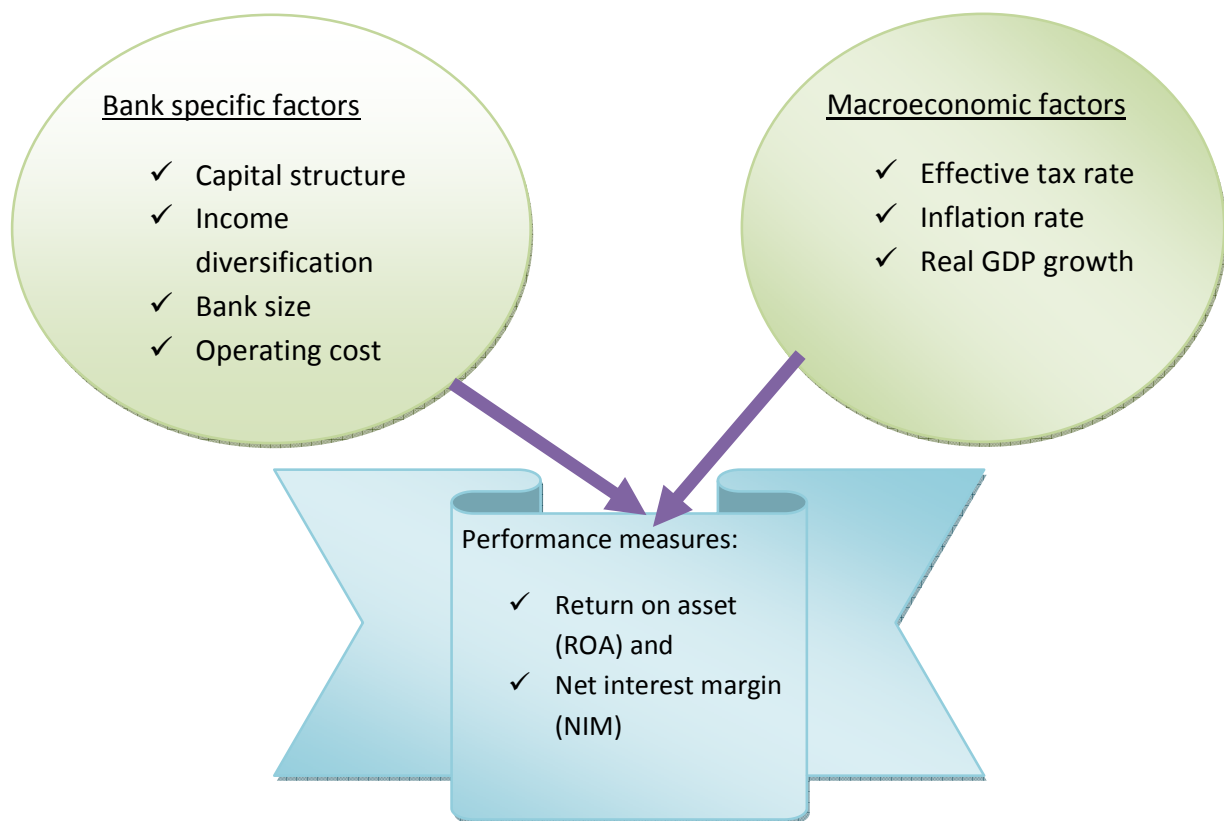 Bank specific factors
✓ Capital structure
✓ Income
diversification
✓ Bank size
✓ Operating cost
Macroeconomic factors
✓ Effective tax rate
✓ Inflation rate
✓ Real GDP growth
Performance measures:
✓ Return on asset
(ROA) and
✓ Net interest margin
(NIM)